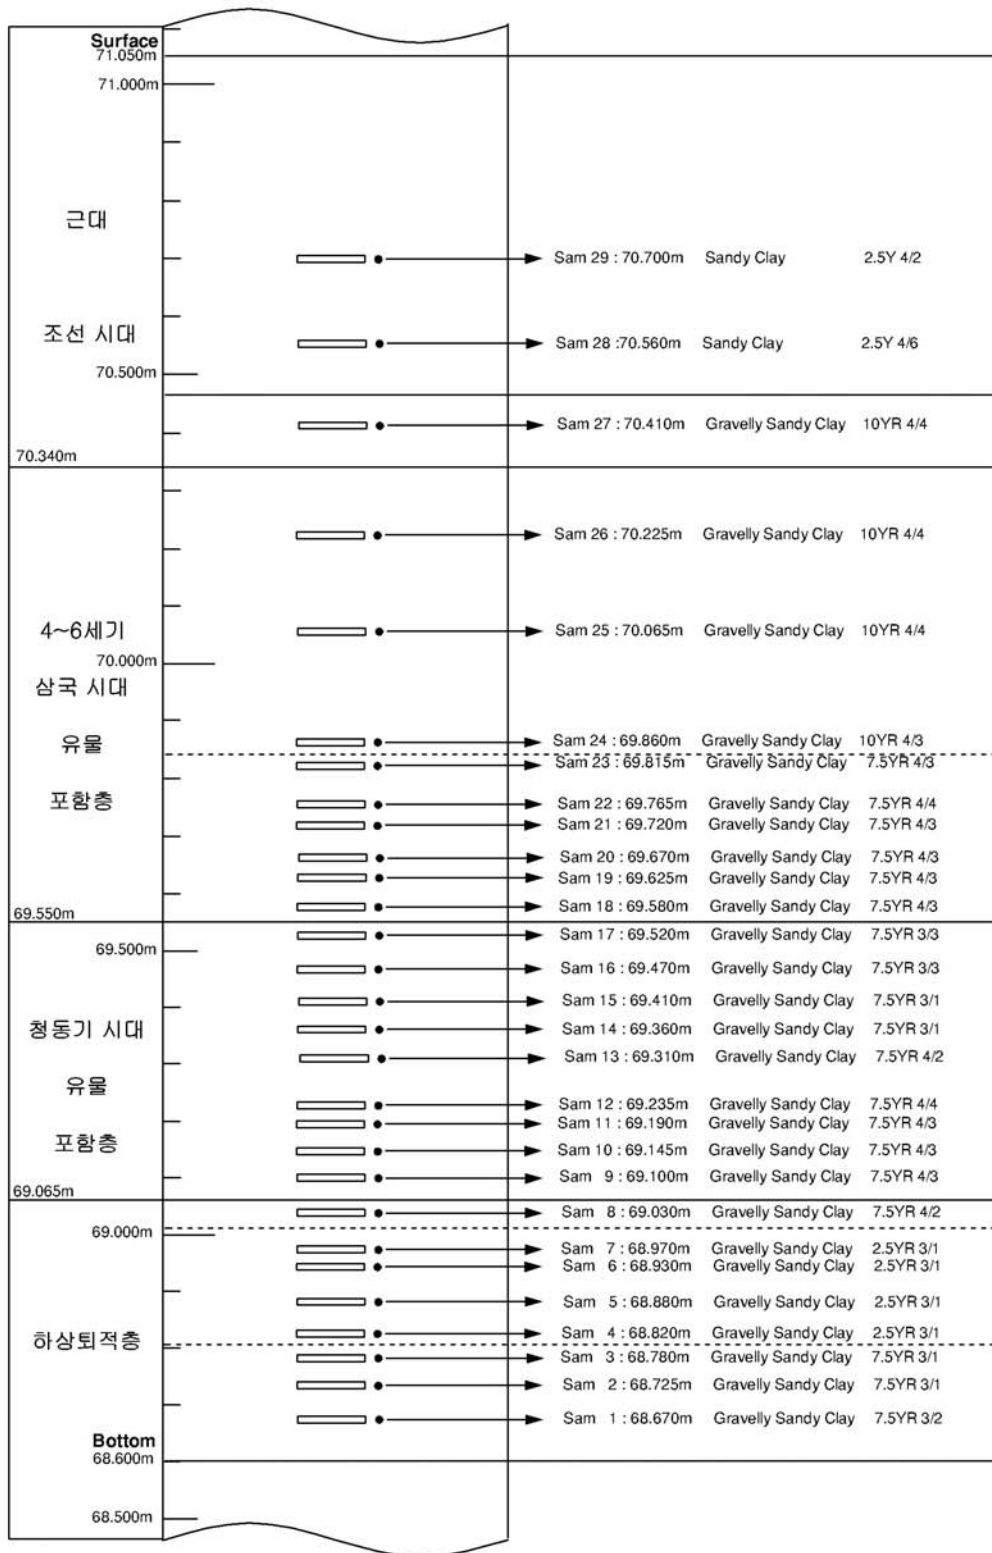 Surface
71.050m
71.000m
근대
Sam 29 : 70.700m Sandy Clay 2.5Y 4/2
조선 시대
Sam 28 :70.560m Sandy Clay 2.5Y 4/6
70.500m
Sam 27 : 70.410m Gravelly Sandy Clay 10YR 4/4
70.340m
Sam 26 : 70.225m Gravelly Sandy Clay 10YR 4/4
4~6세기
Sam 25 : 70.065m Gravelly Sandy Clay 10YR 4/4
70.000m
삼국 시대
유물
Sam 24 : 69.860m Gravelly Sandy Clay 10YR 4/3
Sam 23 : 69.815m Gravelly Sandy Clay 7.5YR 4/3
포함층
Sam 22 : 69.765m Gravelly Sandy Clay 7.5YR 4/4
Sam 21 : 69.720m Gravelly Sandy Clay 7.5YR 4/3
Sam 20 : 69.670m Gravelly Sandy Clay 7.5YR 4/3
Sam 19 : 69.625m Gravelly Sandy Clay 7.5YR 4/3
Sam 18 : 69.580m Gravelly Sandy Clay 7.5YR 4/3
69.550m
Sam 17 : 69.520m Gravelly Sandy Clay 7.5YR 3/3
69.500m
Sam 16 : 69.470m Gravelly Sandy Clay 7.5YR 3/3
Sam 15 : 69.410m Gravelly Sandy Clay 7.5YR 3/1
청동기 시대
Sam 14 : 69.360m Gravelly Sandy Clay 7.5YR 3/1
Sam 13 : 69.310m Gravelly Sandy Clay 7.5YR 4/2
유물
Sam 12 : 69.235m Gravelly Sandy Clay 7.5YR 4/4
Sam 11 : 69.190m Gravelly Sandy Clay 7.5YR 4/3
포함층
Sam 10 : 69.145m Gravelly Sandy Clay 7.5YR 4/3
Sam 9 : 69.100m Gravelly Sandy Clay 7.5YR 4/3
69.065m
Sam 8 : 69.030m Gravelly Sandy Clay 7.5YR 4/2
69.000m
Sam 7 : 68.970m Gravelly Sandy Clay 2.5YR 3/1
Sam 6 : 68.930m Gravelly Sandy Clay 2.5YR 3/1
Sam 5 : 68.880m Gravelly Sandy Clay 2.5YR 3/1
Sam 4 : 68.820m Gravelly Sandy Clay 2.5YR 3/1
하상퇴적층
Sam 3 : 68.780m Gravelly Sandy Clay 7.5YR 3/1
Sam 2 : 68.725m Gravelly Sandy Clay 7.5YR 3/1
Sam 1 : 68.670m Gravelly Sandy Clay 7.5YR 3/2
Bottom
68.600m
68.500m